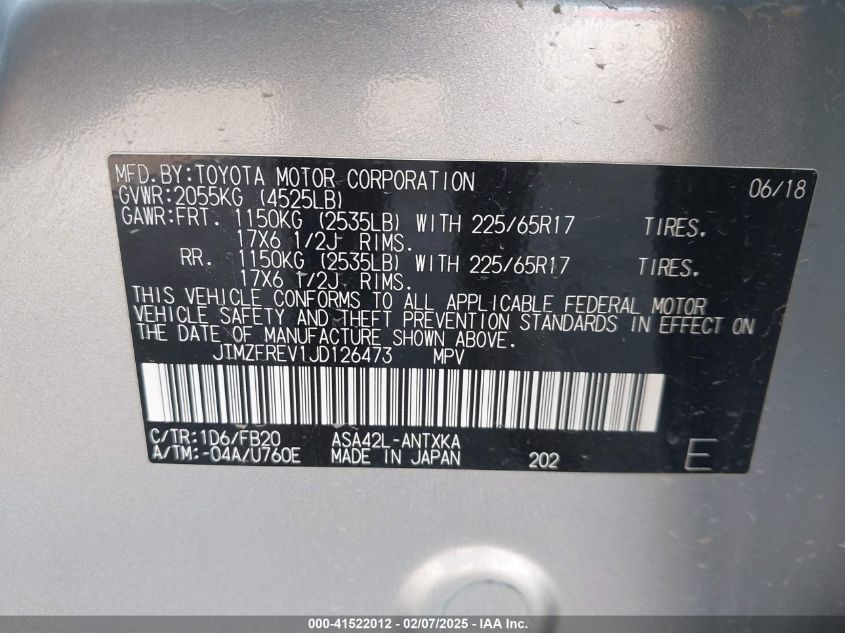 MFD.BY:TOYOTA MOTOR CORPORATION 06/18
GVWR:2055KG (4525LB)
GAWR:FRT. 1150KG (2535LB) WITH 225/65R17 TIRES.
17X6 1/2J RIMS.
RR. 1150KG (2535LB) WITH 225/65R17 TIRES.
17X6 1/2J RIMS.
THIS VEHICLE CONFORMS TO ALL APPLICABLE FEDERAL MOTOR
VEHICLE SAFETY AND THEFT PREVENTION STANDARDS IN EFFECT ON
THE DATE OF MANUFACTURE SHOWN ABOVE.
JTMZFREV1JD126473 MPV
C/TR:1D6/FB20 ASA42L-ANTXKA
A/TM:-04A/U760E MADE IN JAPAN 202 E
000-41522012 - 02/07/2025 - IAA Inc.